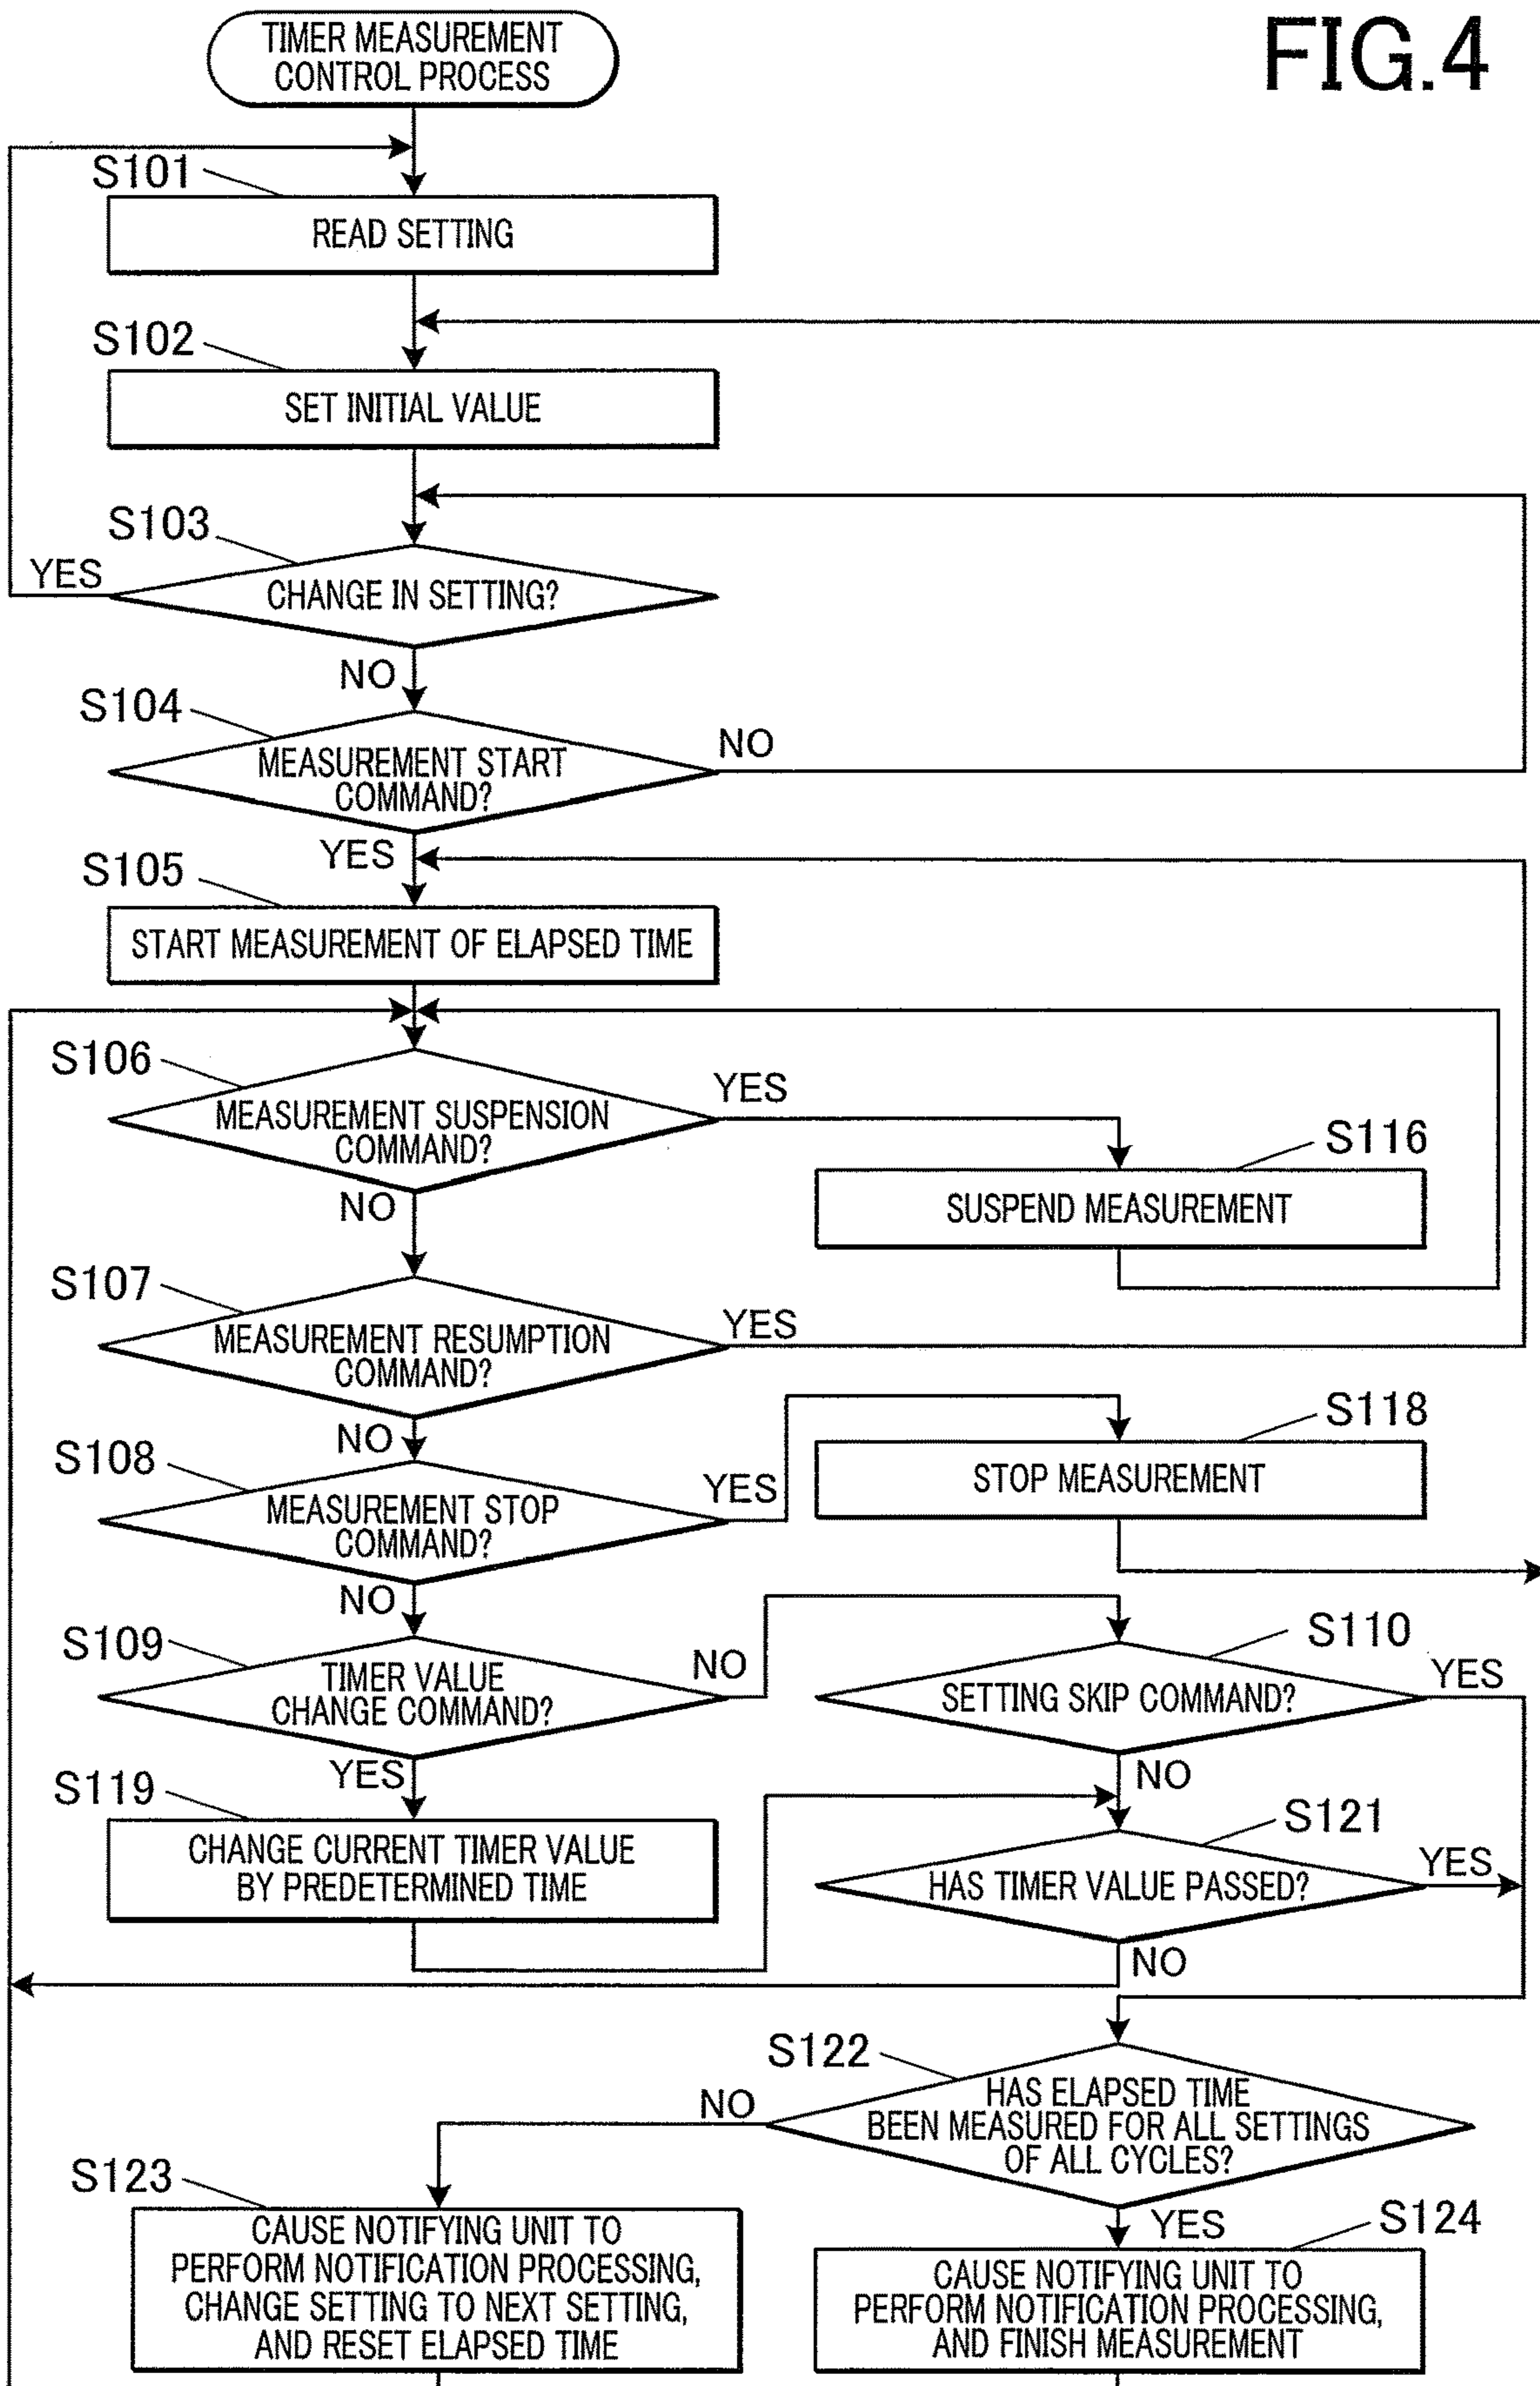 FIG.4
TIMER MEASUREMENT
CONTROL PROCESS
S101
READ SETTING
S102
SET INITIAL VALUE
S103
YES
CHANGE IN SETTING?
NO
S104
MEASUREMENT START
COMMAND?
NO
YES
S105
START MEASUREMENT OF ELAPSED TIME
S106
MEASUREMENT SUSPENSION
COMMAND?
YES
S116
SUSPEND MEASUREMENT
NO
S107
MEASUREMENT RESUMPTION
COMMAND?
YES
NO
S108
MEASUREMENT STOP
COMMAND?
YES
S118
STOP MEASUREMENT
NO
S109
TIMER VALUE
CHANGE COMMAND?
NO
S110
SETTING SKIP COMMAND?
YES
YES
NO
S119
CHANGE CURRENT TIMER VALUE
BY PREDETERMINED TIME
S121
HAS TIMER VALUE PASSED?
YES
NO
S122
HAS ELAPSED TIME
BEEN MEASURED FOR ALL SETTINGS
OF ALL CYCLES?
NO
YES
S123
CAUSE NOTIFYING UNIT TO
PERFORM NOTIFICATION PROCESSING,
CHANGE SETTING TO NEXT SETTING,
AND RESET ELAPSED TIME
S124
CAUSE NOTIFYING UNIT TO
PERFORM NOTIFICATION PROCESSING,
AND FINISH MEASUREMENT